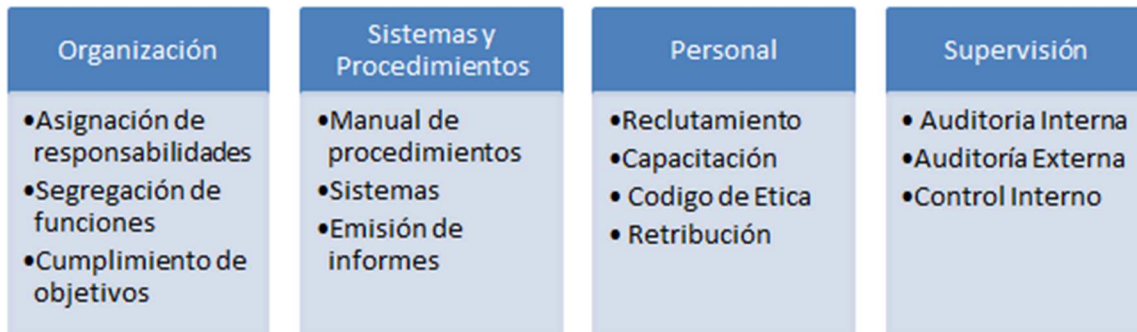 Organización
•Asignación de
responsabilidades
•Segregación de
funciones
•Cumplimiento de
objetivos
Sistemas y
Procedimientos
•Manual de
procedimientos
•Sistemas
•Emisión de
informes
Personal
•Reclutamiento
•Capacitación
• Codigo de Etica
• Retribución
Supervisión
• Auditoria Interna
•Auditoría Externa
•Control Interno